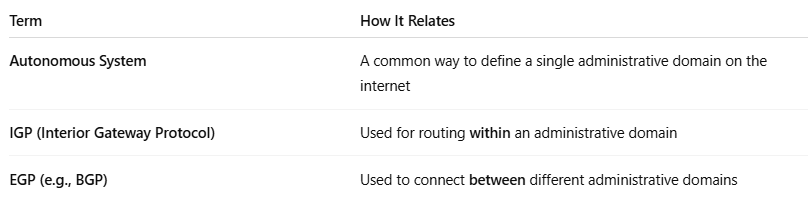 Term How It Relates
Autonomous System A common way to define a single administrative domain on the
internet
IGP (Interior Gateway Protocol) Used for routing within an administrative domain
EGP (e.g., BGP) Used to connect between different administrative domains